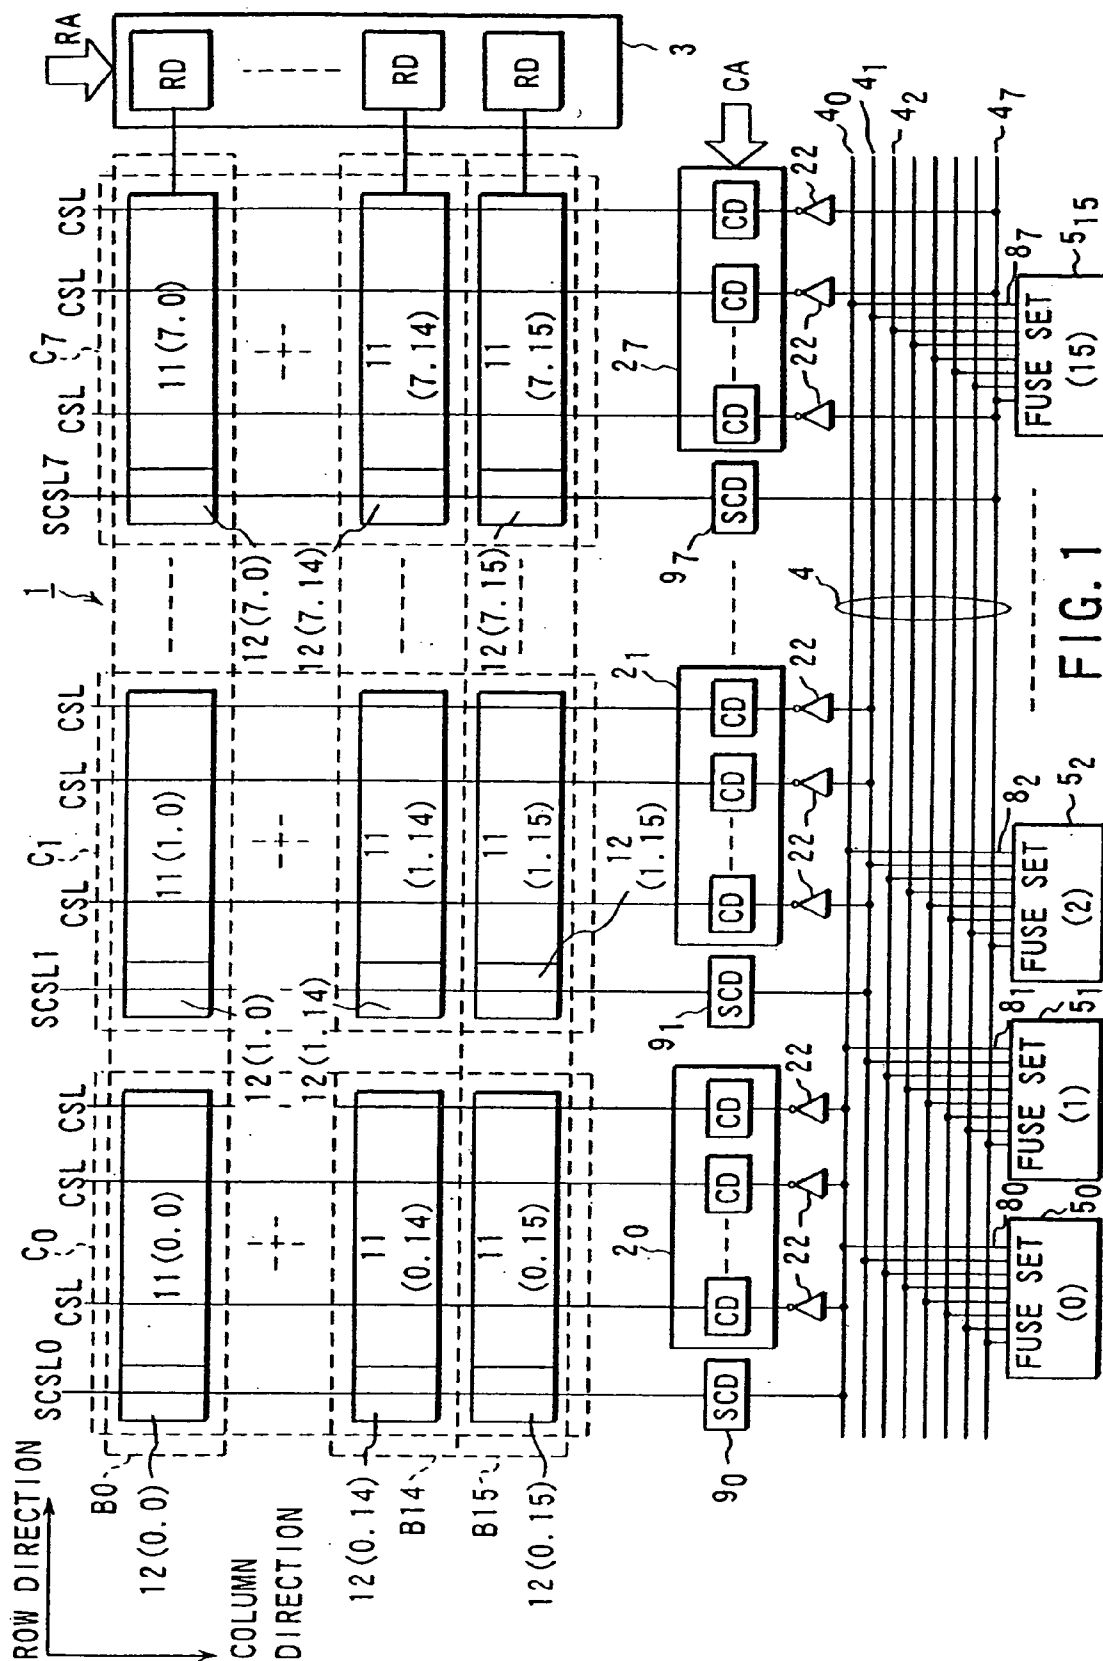 ROW DIRECTION
COLUMN
DIRECTION
1
SCSL0 CSL C0 CSL CSL
SCSL1 CSL C1 CSL CSL
SCSL7 CSL C7 CSL CSL
RA
B0
12(0.0)
11(0.0)
12(1.0)
11(1.0)
12(7.0)
11(7.0)
RD
12(0.14)
B14
11
(0.14)
12(1.14)
11
(1.14)
12(7.14)
11
(7.14)
RD
B15
12(0.15)
11
(0.15)
12
(1.15)
11
(1.15)
12(7.15)
11
(7.15)
RD
3
20
21
27
CA
90
SCD
CD
CD
CD
91
SCD
CD
CD
CD
97
SCD
CD
CD
CD
22
22
22
22
22
22
22
22
22
4
40
41
42
47
80
81
82
87
FUSE SET
(0)
50
FUSE SET
(1)
51
FUSE SET
(2)
52
FUSE SET
(15)
515
FIG. 1